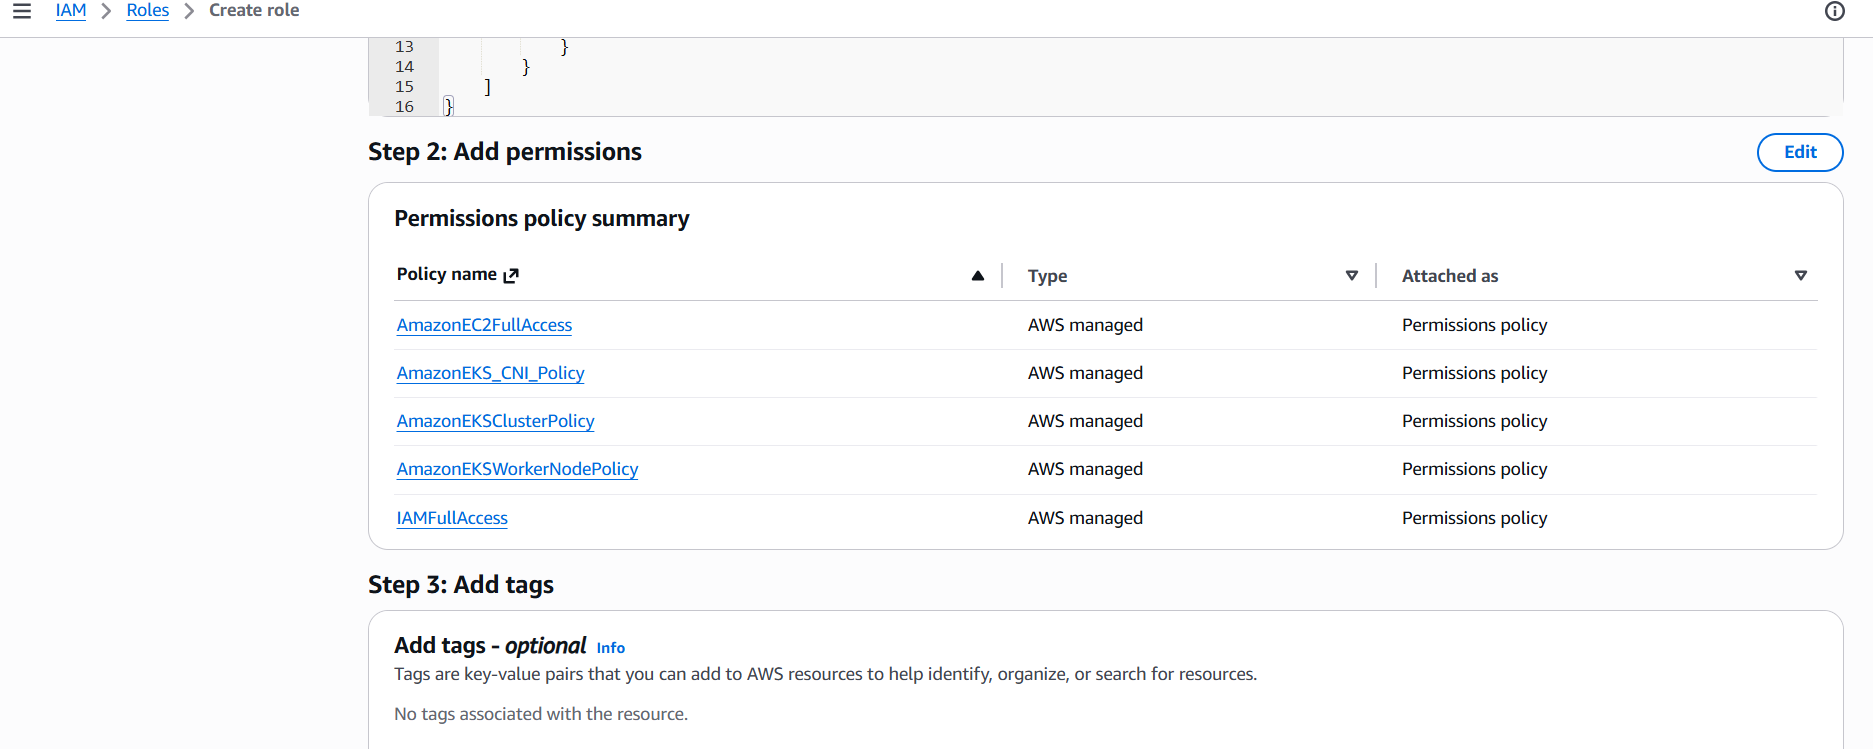 IAM > Roles > Create role
13 }
14 }
15 ]
16 }
Step 2: Add permissions
Edit
Permissions policy summary
Policy name Type Attached as
AmazonEC2FullAccess AWS managed Permissions policy
AmazonEKS_CNI_Policy AWS managed Permissions policy
AmazonEKSClusterPolicy AWS managed Permissions policy
AmazonEKSWorkerNodePolicy AWS managed Permissions policy
IAMFullAccess AWS managed Permissions policy
Step 3: Add tags
Add tags - optional Info
Tags are key-value pairs that you can add to AWS resources to help identify, organize, or search for resources.
No tags associated with the resource.